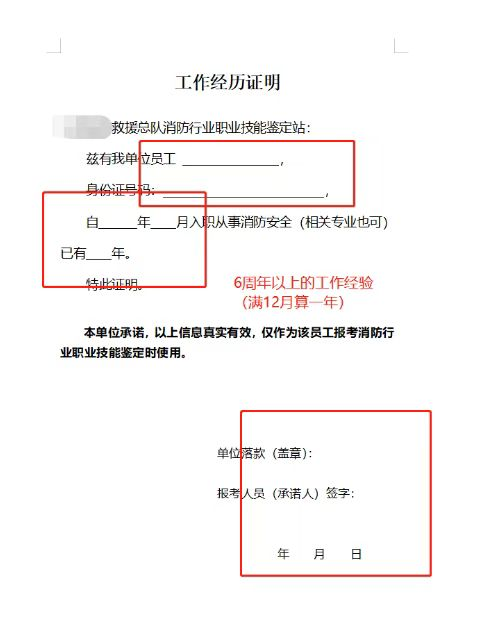 工作经历证明
救援总队消防行业职业技能鉴定站：
兹有我单位员工 ______________，
身份证号码：________________________，
自______年____月入职从事消防安全（相关专业也可）
已有____年。
特此证明。
6周年以上的工作经验
（满12月算一年）
本单位承诺，以上信息真实有效，仅作为该员工报考消防行
业职业技能鉴定时使用。
单位落款（盖章）：
报考人员（承诺人）签字：
年 月 日